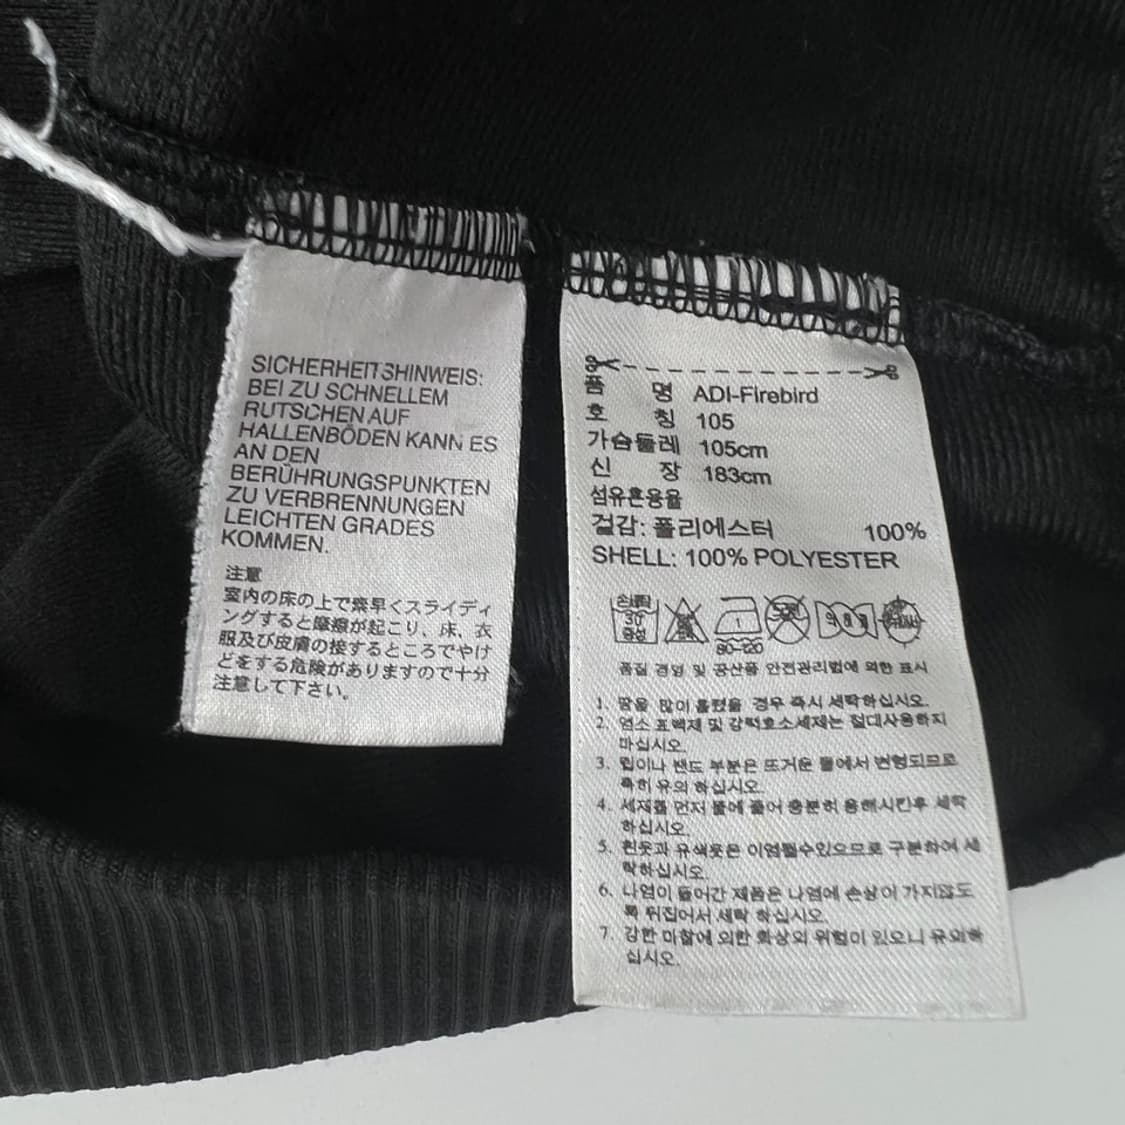 SICHERHEITSHINWEIS:
BEI ZU SCHNELLEM
RUTSCHEN AUF
HALLENBÖDEN KANN ES
AN DEN
BERÜHRUNGSPUNKTEN
ZU VERBRENNUNGEN
LEICHTEN GRADES
KOMMEN.
注意
室内の床の上で素早くスライディ
ングすると摩擦が起こり、床、衣
服及び皮膚の接するところでやけ
どをする危険がありますので十分
注意して下さい。
품 명 ADI-Firebird
호 칭 105
가슴둘레 105cm
신 장 183cm
섬유혼용율
겉감: 폴리에스터 100%
SHELL: 100% POLYESTER
손세탁
30
중성
80~120
품질 경영 및 공산품 안전관리법에 의한 표시
1. 땀을 많이 흘렸을 경우 즉시 세탁하십시오.
2. 염소 표백제 및 강력효소세제는 절대사용하지
마십시오.
3. 립이나 밴드 부분은 뜨거운 물에서 변형되므로
특히 유의 하십시오.
4. 세제를 먼저 물에 풀어 충분히 용해시킨후 세탁
하십시오.
5. 흰옷과 유색옷은 이염될수있으므로 구분하여 세
탁하십시오.
6. 나염이 들어간 제품은 나염에 손상이 가지않도
록 뒤집어서 세탁 하십시오.
7. 강한 마찰에 의한 화상의 위험이 있으니 유의하
십시오.